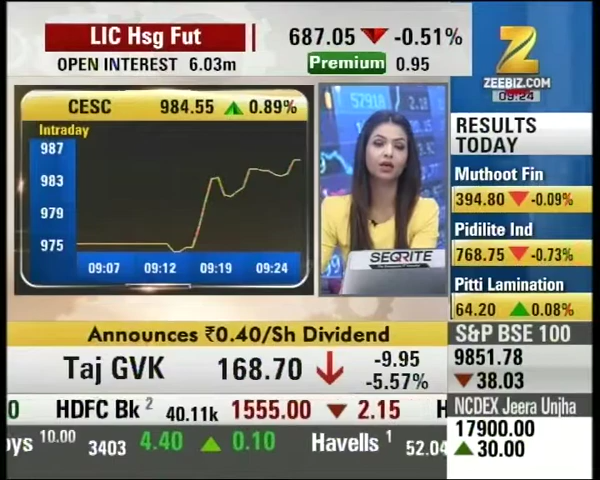 LIC Hsg Fut
687.05 -0.51%
OPEN INTEREST 6.03m
Premium 0.95
ZEEBIZ.COM
09:24
CESC 984.55 0.89%
Intraday
987
983
979
975
09:07 09:12 09:19 09:24
57918
SEQRITE
RESULTS
TODAY
Muthoot Fin
394.80 -0.09%
Pidilite Ind
768.75 -0.73%
Pitti Lamination
64.20 0.08%
Announces ₹0.40/Sh Dividend
Taj GVK 168.70 -9.95
-5.57%
S&P BSE 100
9851.78
38.03
0 HDFC Bk 2 40.11k 1555.00 2.15 H
oys 10.00 3403 4.40 0.10 Havells 1 52.04
NCDEX Jeera Unjha
17900.00
30.00